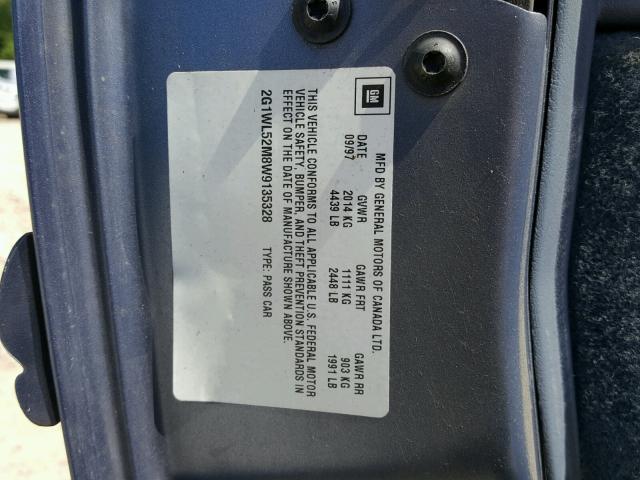 GM
MFD BY GENERAL MOTORS OF CANADA LTD.
DATE GVWR GAWR FRT GAWR RR
09/97 2014 KG 1111 KG 903 KG
4439 LB 2448 LB 1991 LB
THIS VEHICLE CONFORMS TO ALL APPLICABLE U.S. FEDERAL MOTOR
VEHICLE SAFETY, BUMPER, AND THEFT PREVENTION STANDARDS IN
EFFECT ON THE DATE OF MANUFACTURE SHOWN ABOVE.
2G1WL52M8W9135328 TYPE: PASS CAR